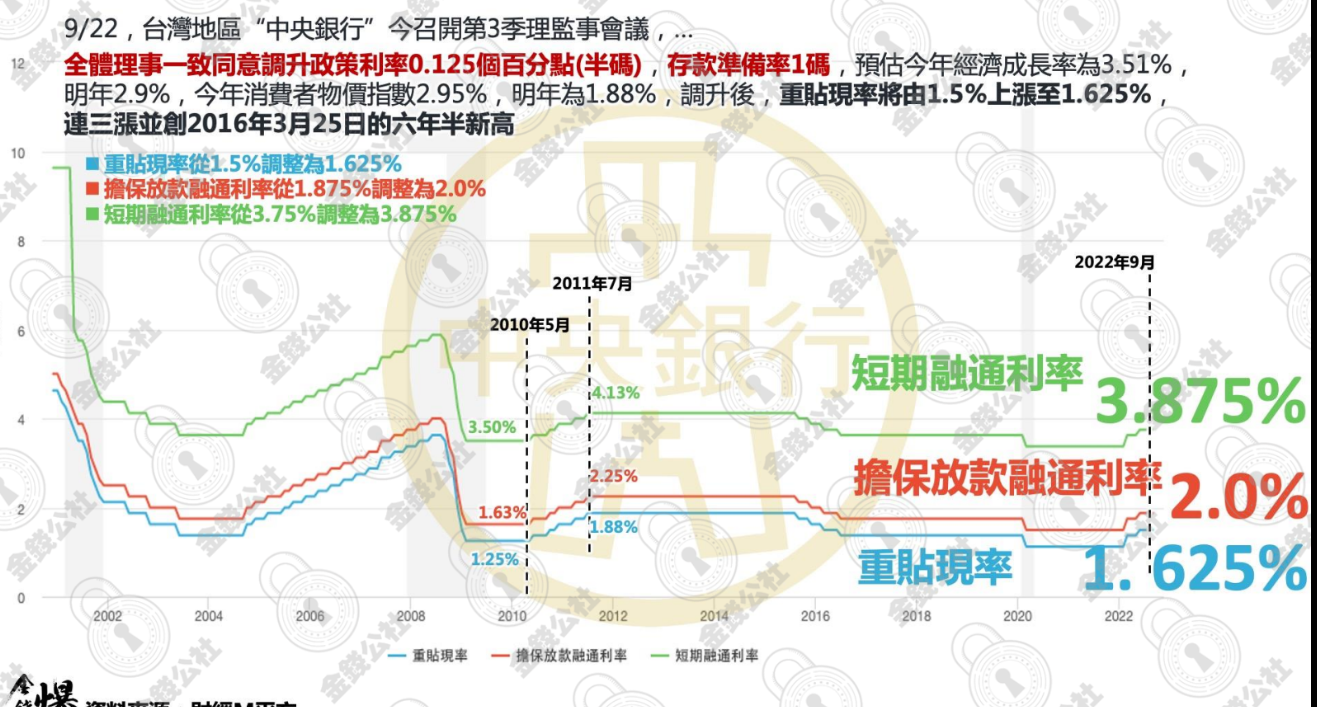 9/22，台灣地區“中央銀行”今召開第3季理監事會議，...
全體理事一致同意調升政策利率0.125個百分點(半碼)，存款準備率1碼，預估今年經濟成長率為3.51%，
明年2.9%，今年消費者物價指數2.95%，明年為1.88%，調升後，重貼現率將由1.5%上漲至1.625%，
連三漲並創2016年3月25日的六年半新高
12
10
8
6
4
2
0
■重貼現率從1.5%調整為1.625%
■擔保放款融通利率從1.875%調整為2.0%
■短期融通利率從3.75%調整為3.875%
2022年9月
2011年7月
2010年5月
中央銀行
短期融通利率 3.875%
4.13%
3.50%
擔保放款融通利率 2.0%
2.25%
1.63%
1.88%
重貼現率 1. 625%
1.25%
2002 2004 2006 2008 2010 2012 2014 2016 2018 2020 2022
重貼現率 擔保放款融通利率 短期融通利率
金錢爆
資料來源：財經M平方
金錢公社